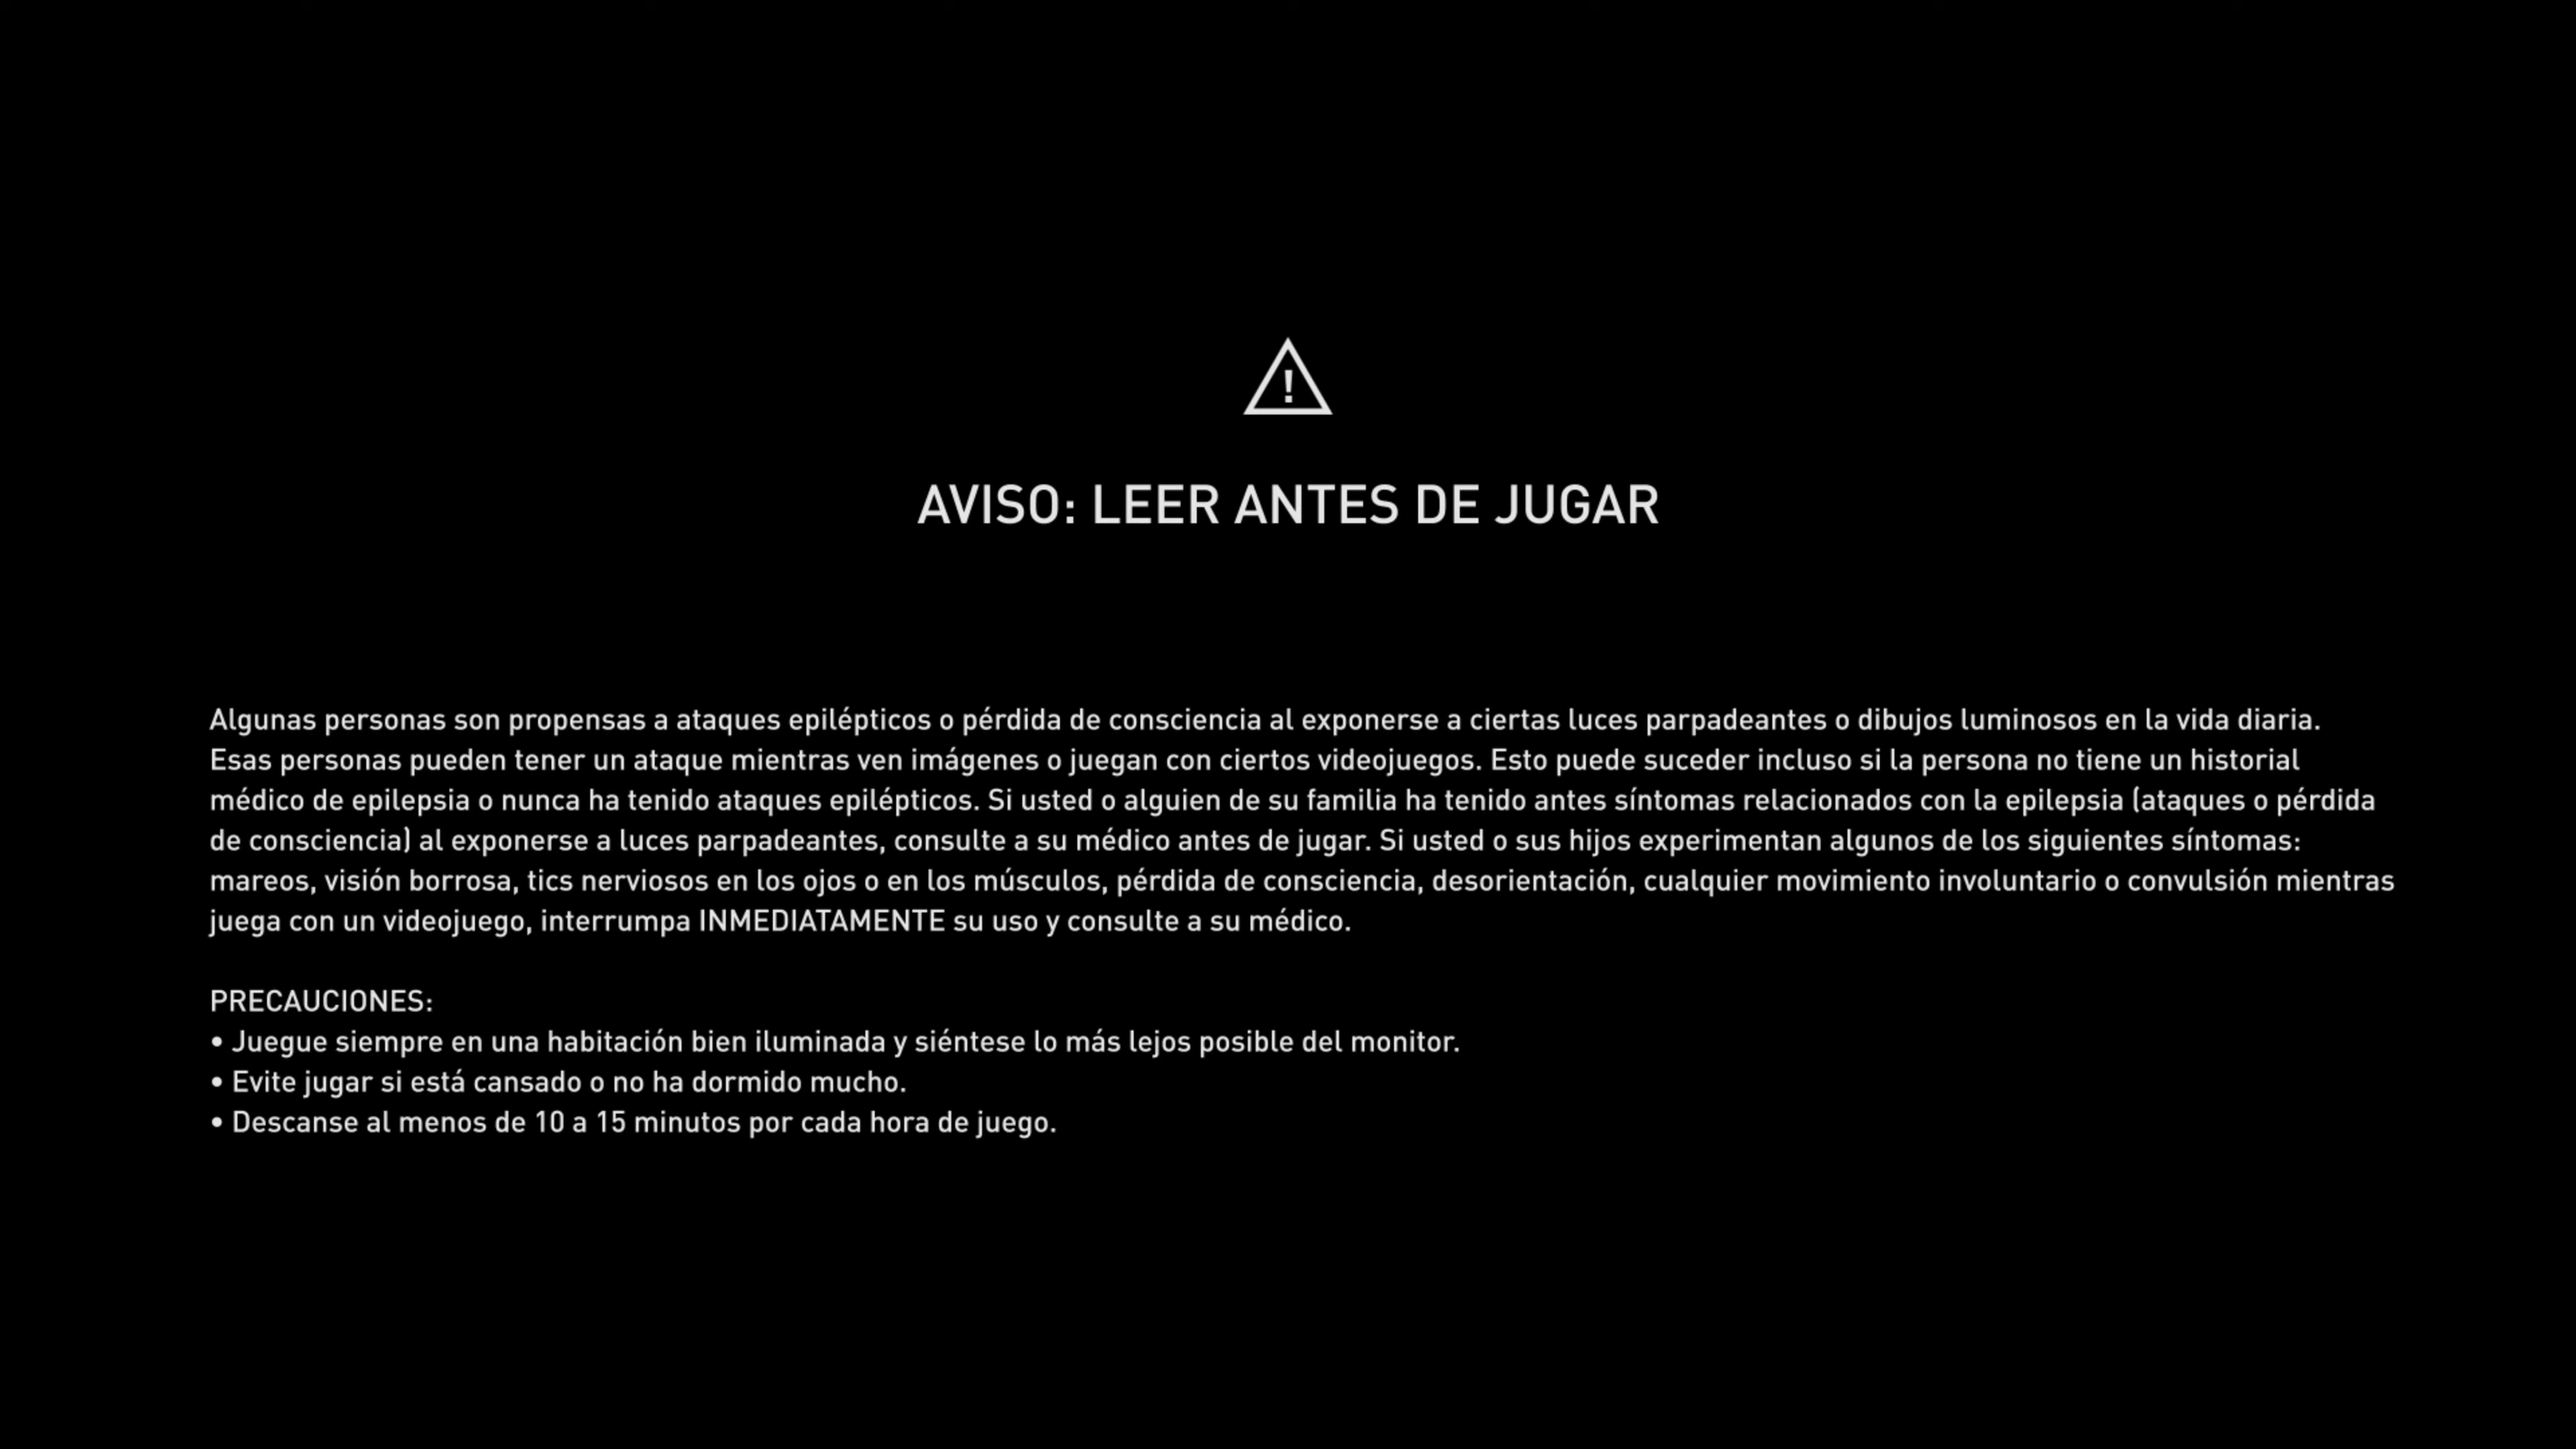 !
AVISO: LEER ANTES DE JUGAR
Algunas personas son propensas a ataques epilépticos o pérdida de consciencia al exponerse a ciertas luces parpadeantes o dibujos luminosos en la vida diaria.
Esas personas pueden tener un ataque mientras ven imágenes o juegan con ciertos videojuegos. Esto puede suceder incluso si la persona no tiene un historial
médico de epilepsia o nunca ha tenido ataques epilépticos. Si usted o alguien de su familia ha tenido antes síntomas relacionados con la epilepsia (ataques o pérdida
de consciencia) al exponerse a luces parpadeantes, consulte a su médico antes de jugar. Si usted o sus hijos experimentan algunos de los siguientes síntomas:
mareos, visión borrosa, tics nerviosos en los ojos o en los músculos, pérdida de consciencia, desorientación, cualquier movimiento involuntario o convulsión mientras
juega con un videojuego, interrumpa INMEDIATAMENTE su uso y consulte a su médico.
PRECAUCIONES:
• Juegue siempre en una habitación bien iluminada y siéntese lo más lejos posible del monitor.
• Evite jugar si está cansado o no ha dormido mucho.
• Descanse al menos de 10 a 15 minutos por cada hora de juego.